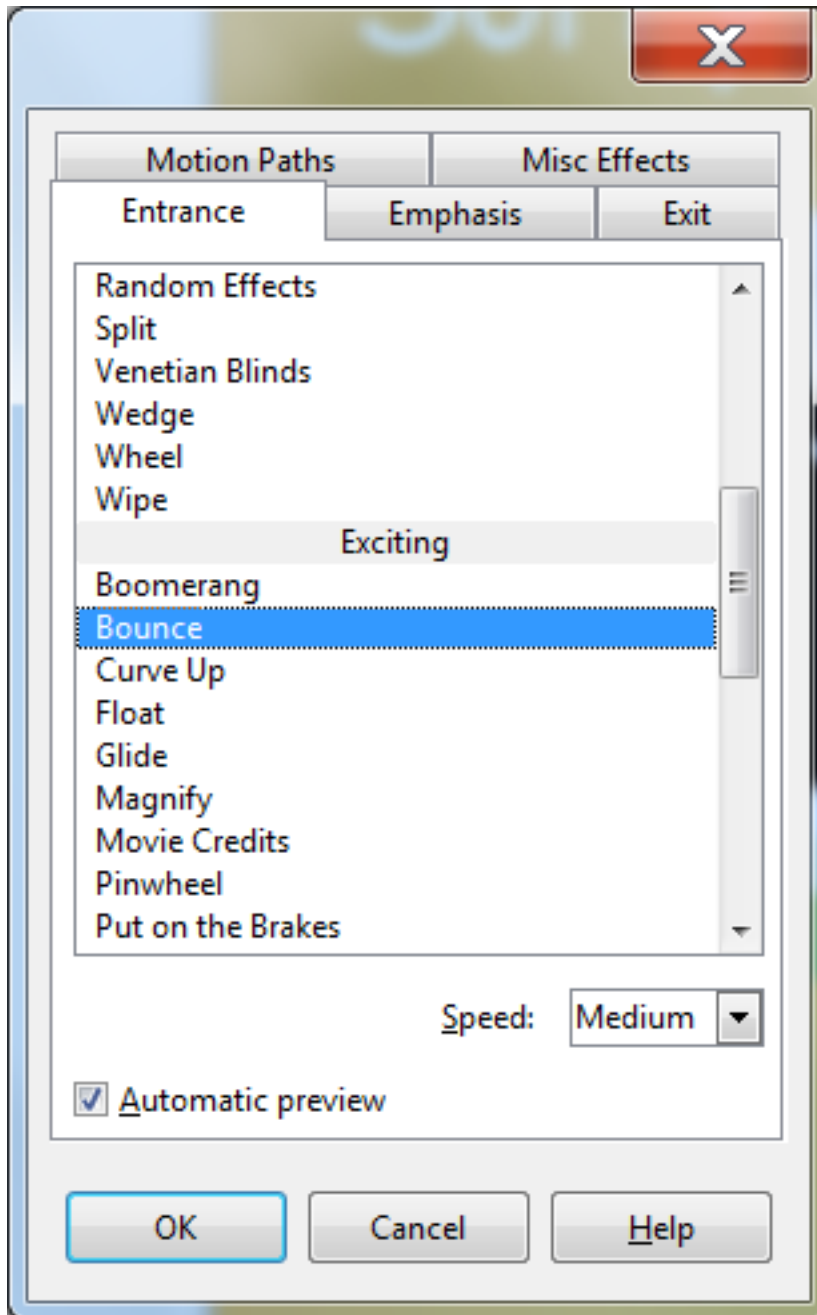 Motion Paths Misc Effects
Entrance Emphasis Exit
Random Effects
Split
Venetian Blinds
Wedge
Wheel
Wipe
Exciting
Boomerang
Bounce
Curve Up
Float
Glide
Magnify
Movie Credits
Pinwheel
Put on the Brakes
Speed: Medium
Automatic preview
OK Cancel Help